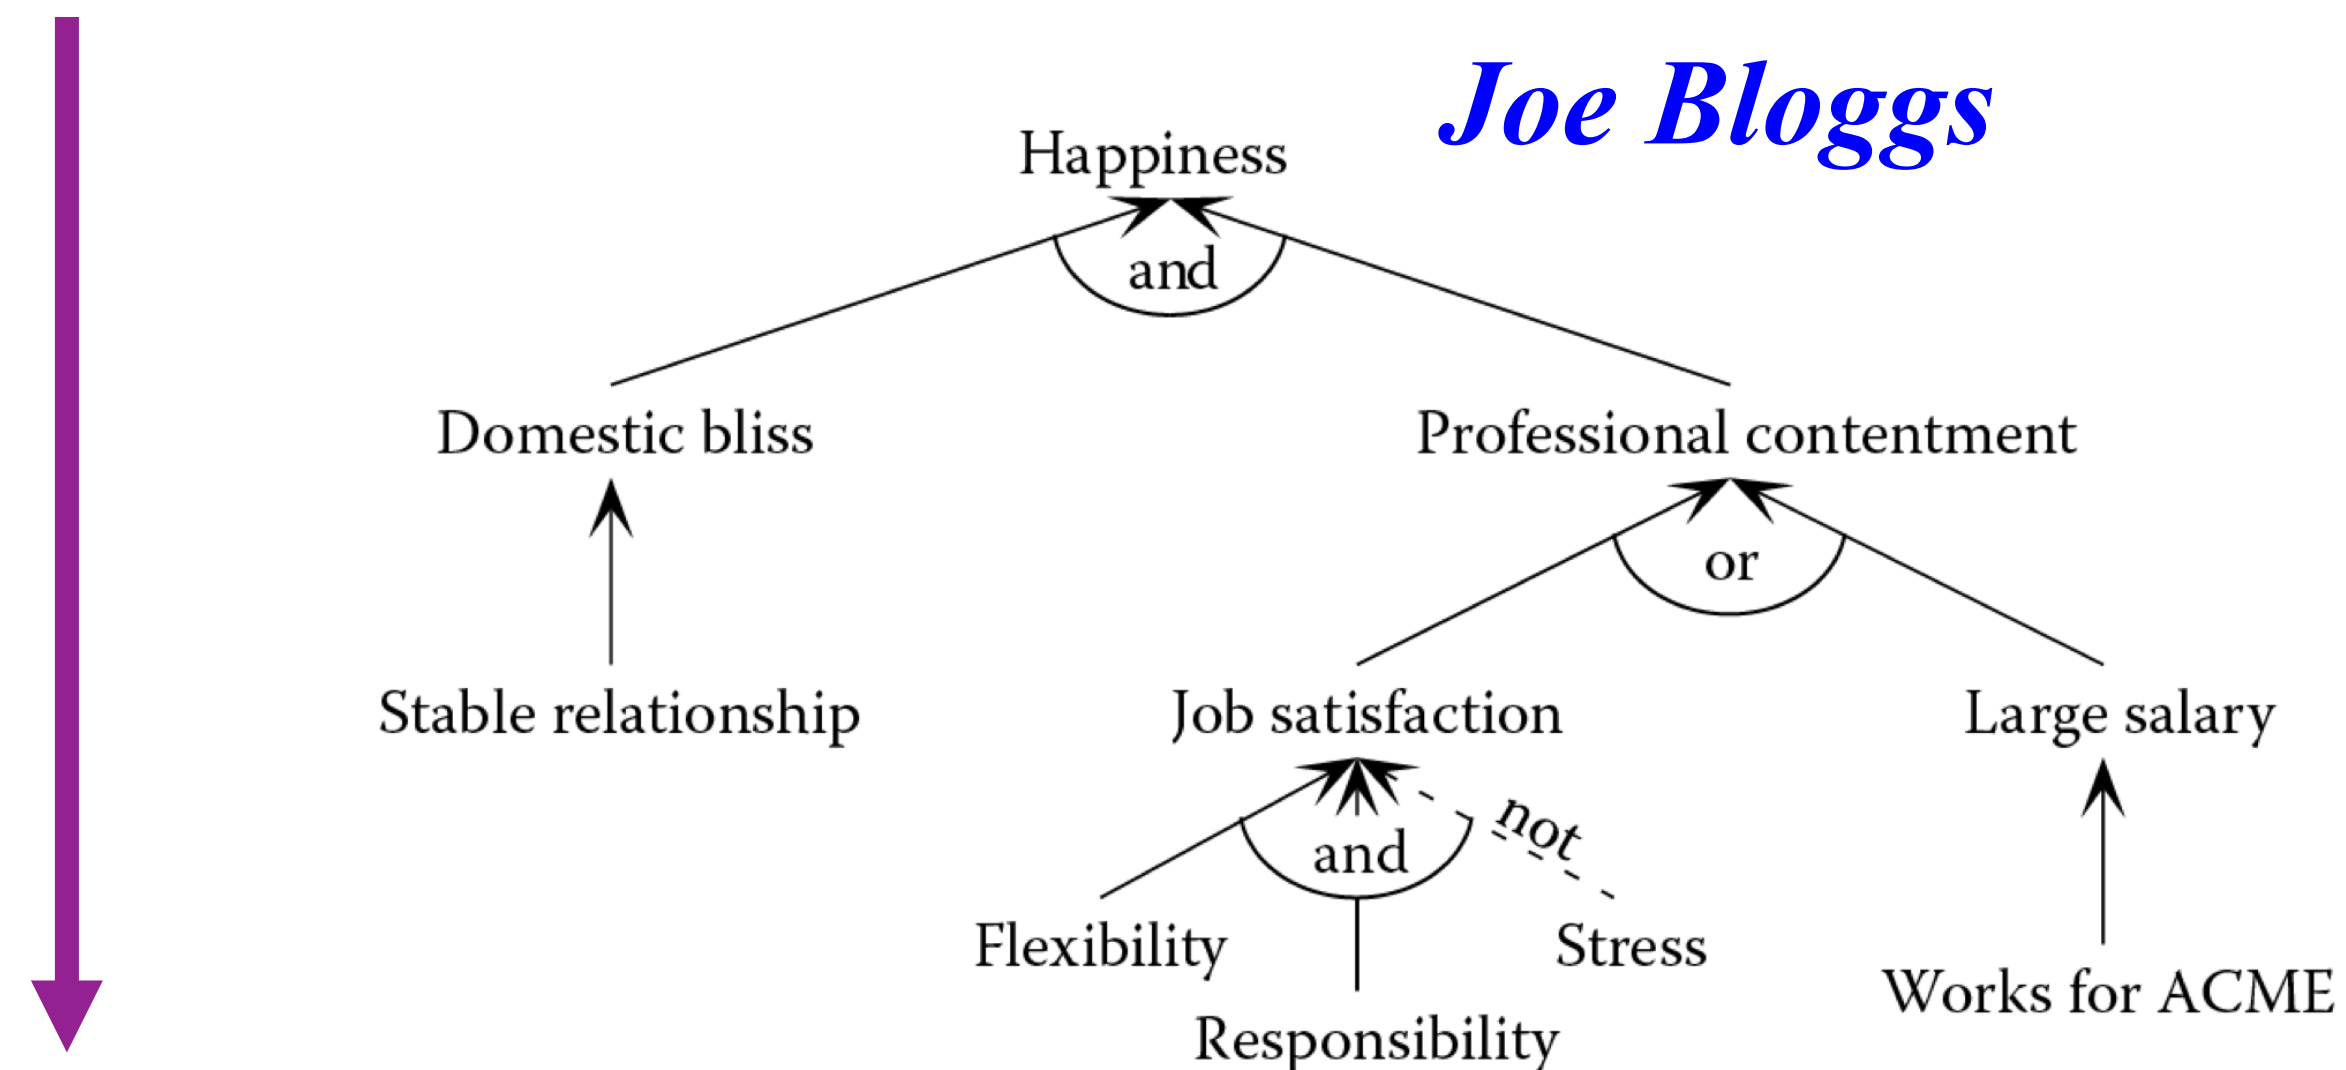 Joe Bloggs
Happiness
and
Domestic bliss
Professional contentment
or
Stable relationship
Job satisfaction
Large salary
not
and
Flexibility
Stress
Works for ACME
Responsibility